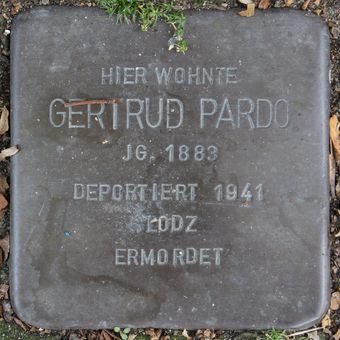 HIER WOHNTE
GERTRUD PARDO
JG. 1883
DEPORTIERT 1941
LODZ
ERMORDET